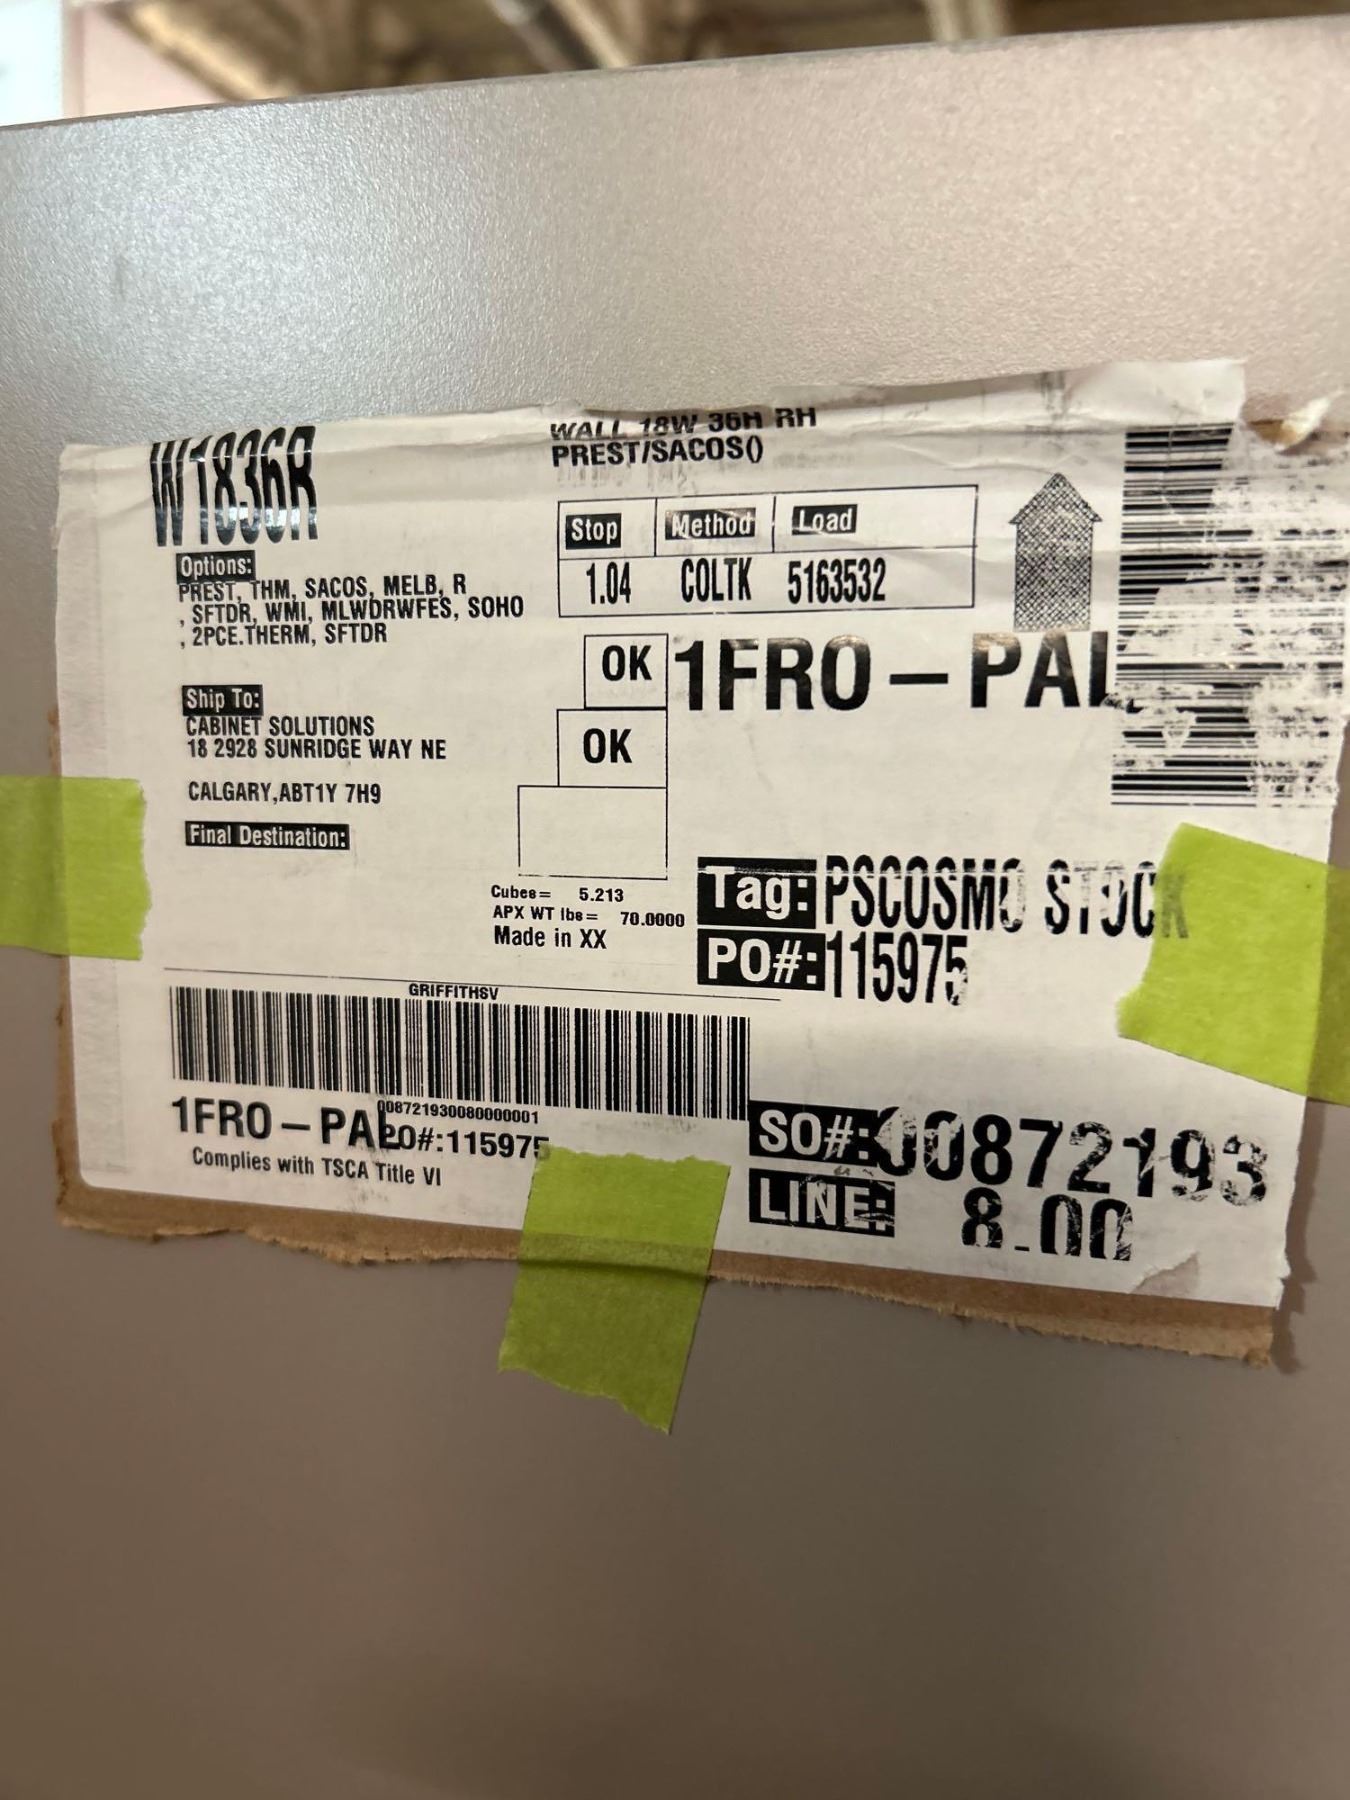 WALL 18W 36H RH
PREST/SACOS()
W1836R
Options:
PREST, THM, SACOS, MELB, R
, SFTDR, WMI, MLWDRWFES, SOHO
, 2PCE.THERM, SFTDR
Stop Method Load
1.04 COLTK 5163532
OK
1FRO-PAL
OK
Ship To:
CABINET SOLUTIONS
18 2928 SUNRIDGE WAY NE
CALGARY,ABT1Y 7H9
Final Destination:
Cubes= 5.213
APX WT lbs= 70.0000
Made in XX
Tag: PSCOSMO STOCK
PO#:115975
GRIFFITHSV
008721930080000001
1FRO-PAL
PO#:115975
Complies with TSCA Title VI
SO#:00872193
LINE: 8.00